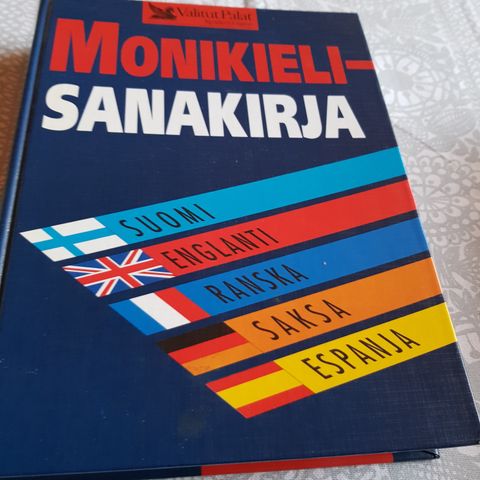 Valitut Palat
MONIKIELI-
SANAKIRJA
SUOMI
ENGLANTI
RANSKA
SAKSA
ESPANJA